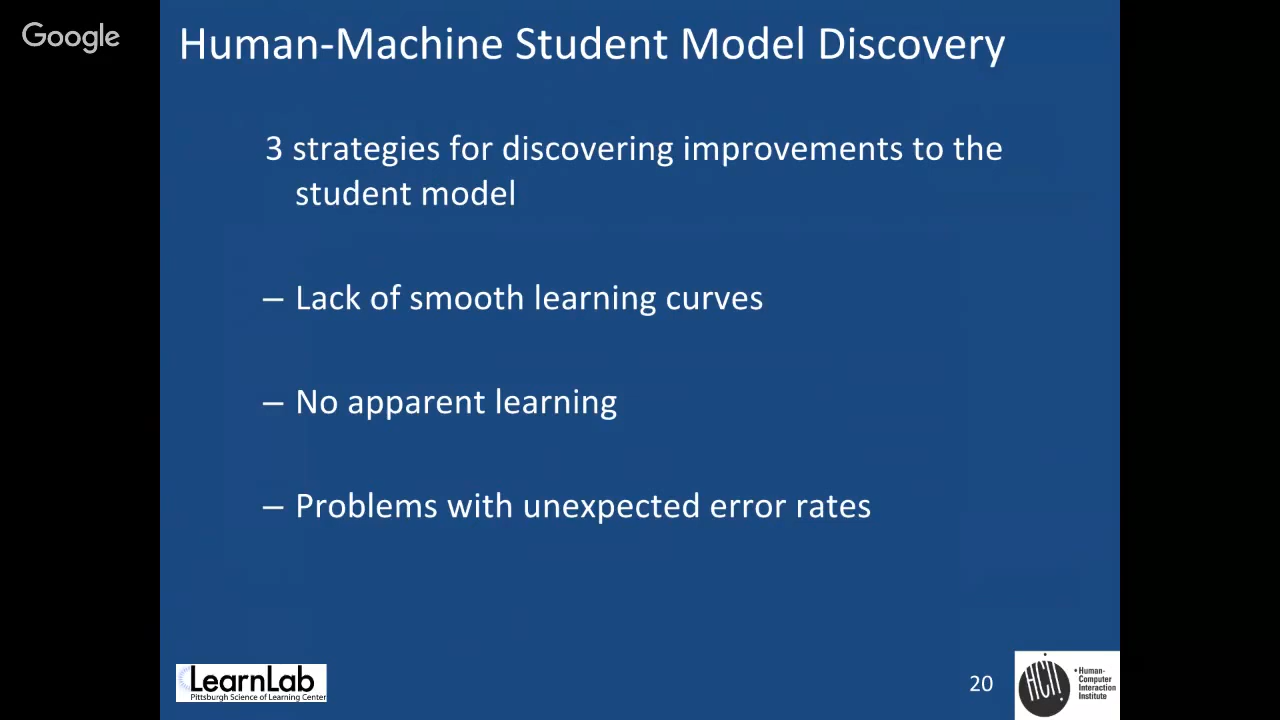 Google
Human-Machine Student Model Discovery
3 strategies for discovering improvements to the
student model
– Lack of smooth learning curves
– No apparent learning
– Problems with unexpected error rates
LearnLab
Pittsburgh Science of Learning Center
20
HCII
• Human-
Computer
Interaction
Institute